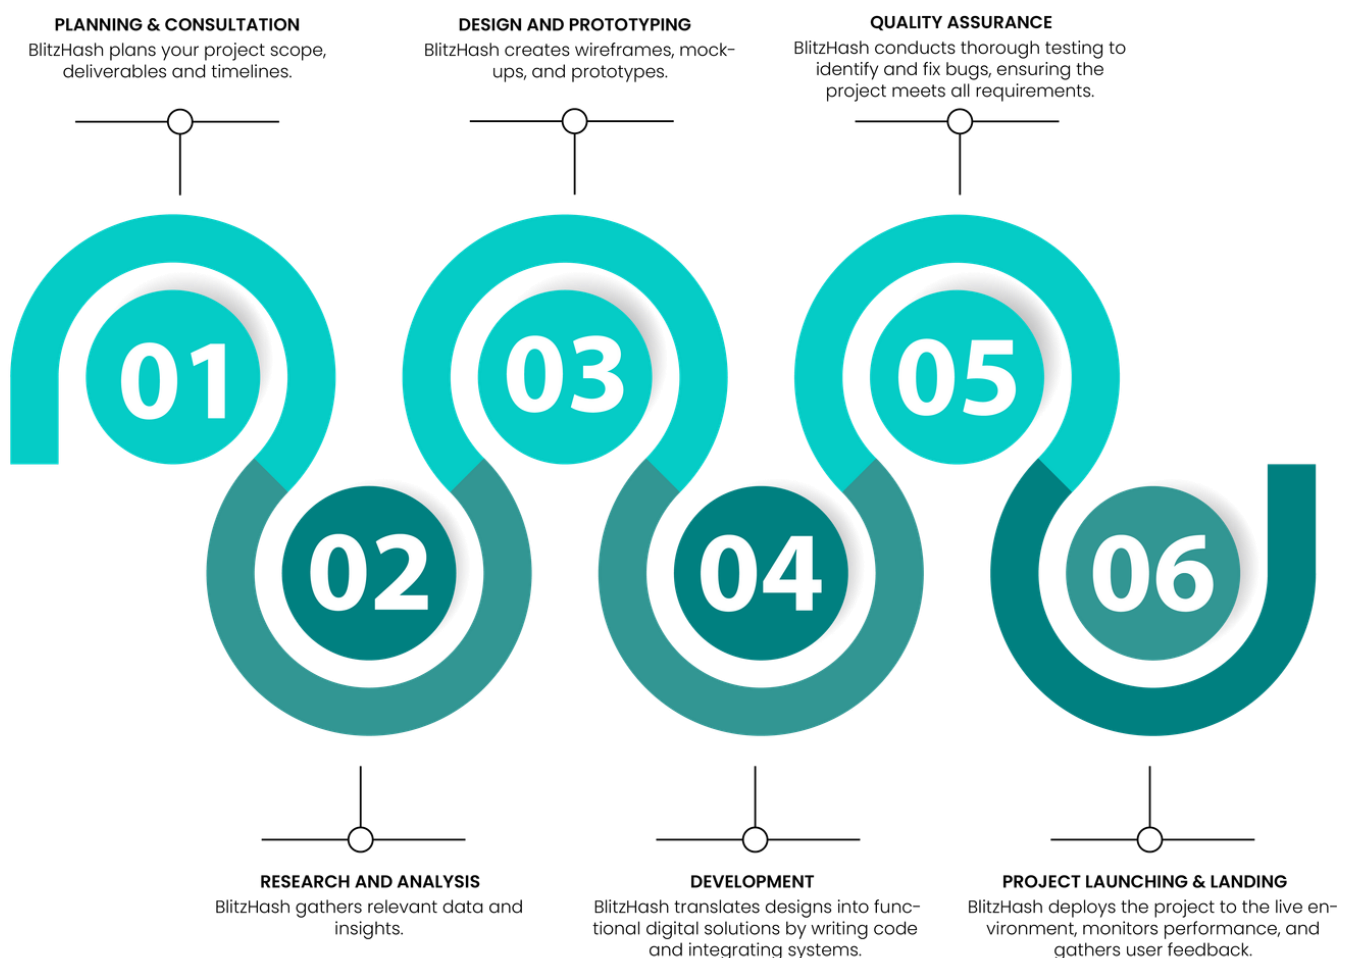 PLANNING & CONSULTATION
BlitzHash plans your project scope,
deliverables and timelines.
DESIGN AND PROTOTYPING
BlitzHash creates wireframes, mock-
ups, and prototypes.
QUALITY ASSURANCE
BlitzHash conducts thorough testing to
identify and fix bugs, ensuring the
project meets all requirements.
01
03
05
02
04
06
RESEARCH AND ANALYSIS
BlitzHash gathers relevant data and
insights.
DEVELOPMENT
BlitzHash translates designs into func-
tional digital solutions by writing code
and integrating systems.
PROJECT LAUNCHING & LANDING
BlitzHash deploys the project to the live en-
vironment, monitors performance, and
gathers user feedback.